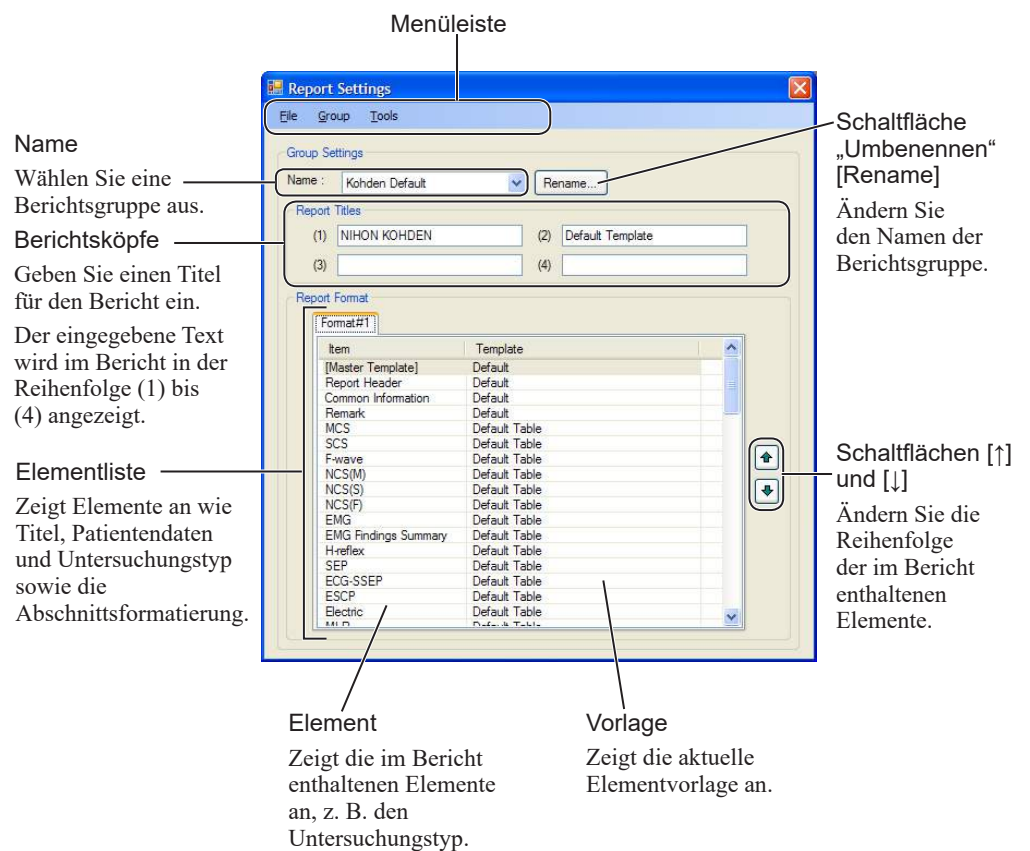 Menüleiste
Report Settings
File Group Tools
Name
Wählen Sie eine
Berichtsgruppe aus.
Berichtsköpfe
Geben Sie einen Titel
für den Bericht ein.
Der eingegebene Text
wird im Bericht in der
Reihenfolge (1) bis
(4) angezeigt.
Elementliste
Zeigt Elemente an wie
Titel, Patientendaten
und Untersuchungstyp
sowie die
Abschnittsformatierung.
Group Settings
Name : Kohden Default Rename...
Report Titles
(1) NIHON KOHDEN (2) Default Template
(3) (4)
Report Format
Format#1
Item Template
[Master Template] Default
Report Header Default
Common Information Default
Remark Default
MCS Default Table
SCS Default Table
F-wave Default Table
NCS(M) Default Table
NCS(S) Default Table
NCS(F) Default Table
EMG Default Table
EMG Findings Summary Default Table
H-reflex Default Table
SEP Default Table
ECG-SSEP Default Table
ESCP Default Table
Electric Default Table
MLR Default Table
Schaltfläche
„Umbenennen“
[Rename]
Ändern Sie
den Namen der
Berichtsgruppe.
Schaltflächen [↑]
und [↓]
Ändern Sie die
Reihenfolge
der im Bericht
enthaltenen
Elemente.
Element
Zeigt die im Bericht
enthaltenen Elemente
an, z. B. den
Untersuchungstyp.
Vorlage
Zeigt die aktuelle
Elementvorlage an.